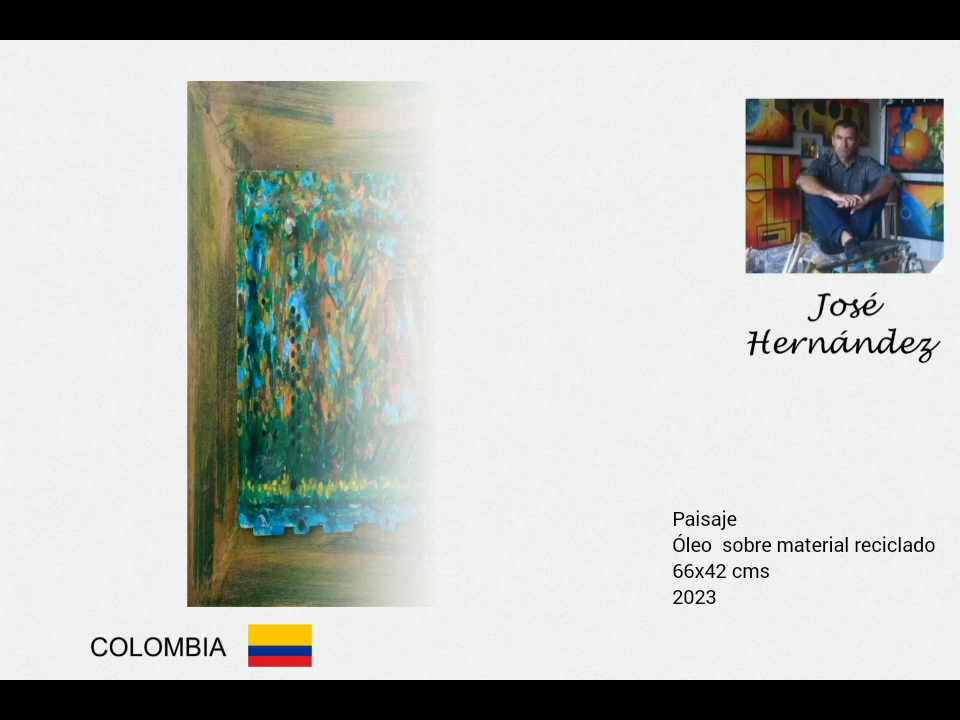 José
Hernández
Paisaje
Óleo  sobre material reciclado
66x42 cms
2023
COLOMBIA